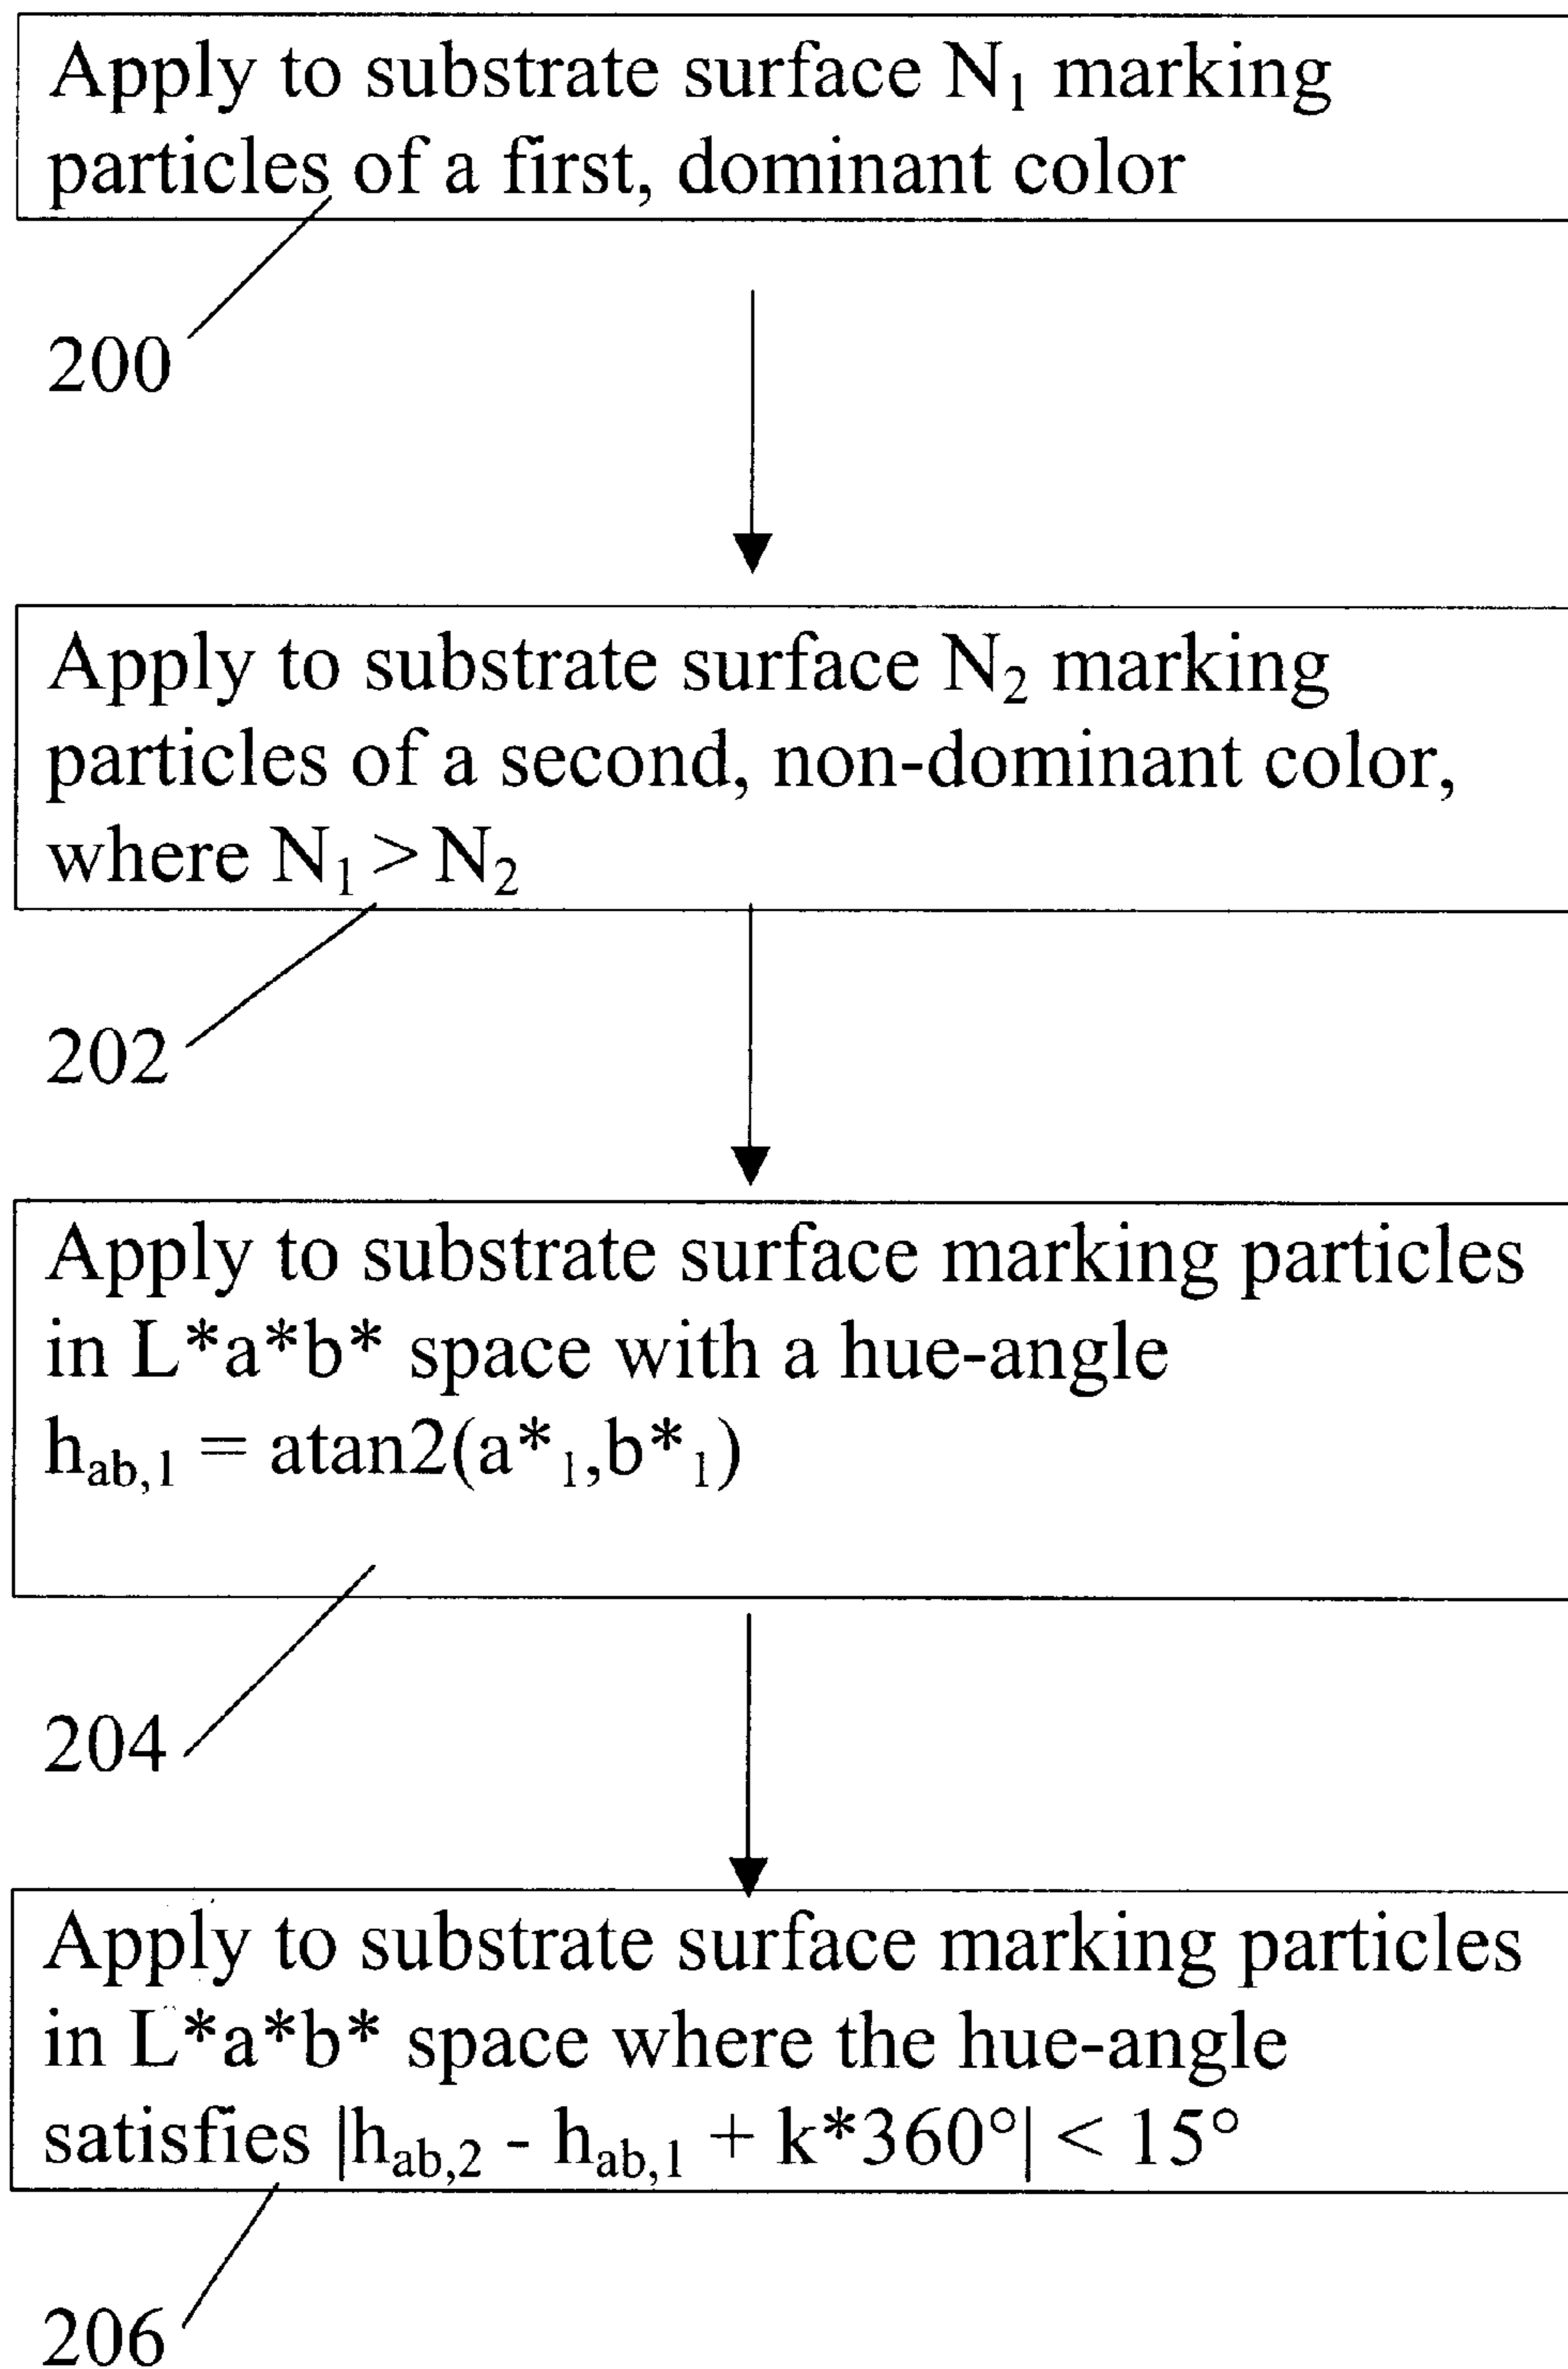 Apply to substrate surface N₁ marking
particles of a first, dominant color
200
Apply to substrate surface N₂ marking
particles of a second, non-dominant color,
where N₁ > N₂
202
Apply to substrate surface marking particles
in L*a*b* space with a hue-angle
hab,1 = atan2(a*₁,b*₁)
204
Apply to substrate surface marking particles
in L*a*b* space where the hue-angle
satisfies |hab,2 - hab,1 + k*360°| < 15°
206